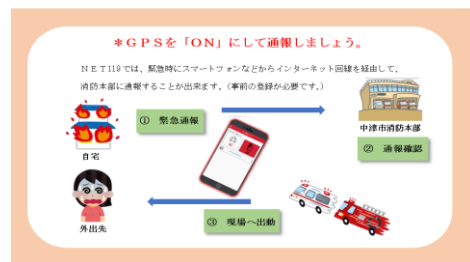 ＊ＧＰＳを「ON」にして通報しましょう。
ＮＥＴ119では、緊急時にスマートフォンなどからインターネット回線を経由して、
消防本部に通報することが出来ます。（事前の登録が必要です。）
① 緊急通報
自宅
中津市消防本部
② 通報確認
外出先
③ 現場へ出動